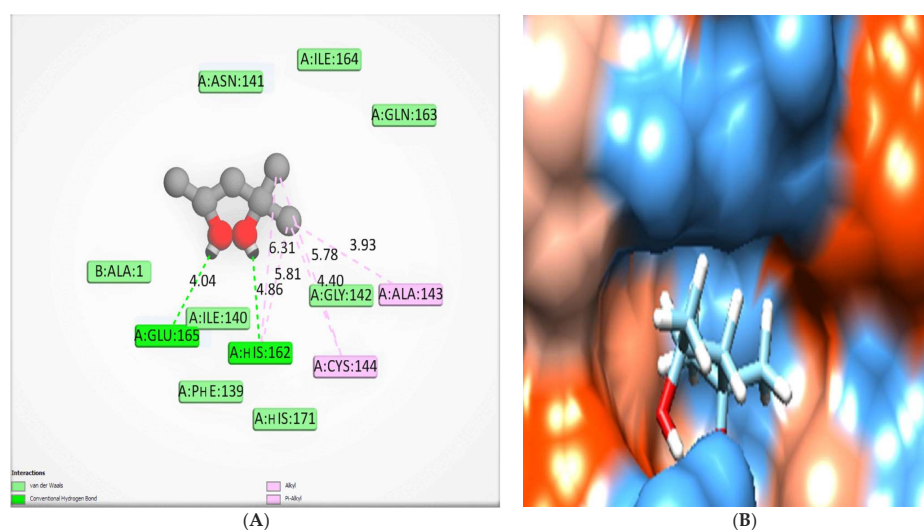 A:ILE:164
A:ASN:141
A:GLN:163
6.31
5.78
3.93
B:ALA:1
4.04
5.81
4.86
4.40
A:GLY:142
A:ALA:143
A:ILE:140
A:GLU:165
A:HIS:162
A:CYS:144
A:PHE:139
A:HIS:171
Interactions
van der Waals
Alkyl
Conventional Hydrogen Bond
Pi-Alkyl
(A)
(B)